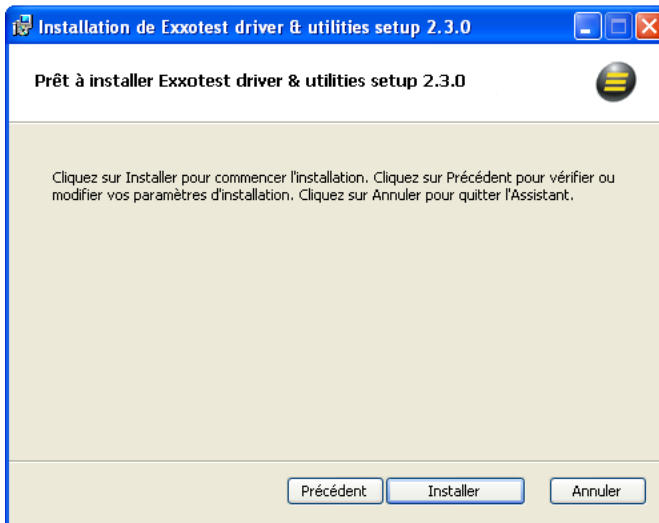 Installation de Exxotest driver & utilities setup 2.3.0
Prêt à installer Exxotest driver & utilities setup 2.3.0
Cliquez sur Installer pour commencer l'installation. Cliquez sur Précédent pour vérifier ou
modifier vos paramètres d'installation. Cliquez sur Annuler pour quitter l'Assistant.
Précédent
Installer
Annuler